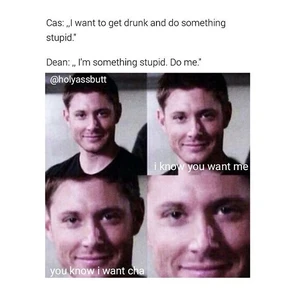 Cas: „I want to get drunk and do something
stupid."
Dean: „ I'm something stupid. Do me."
@holyassbutt
i know you want me
you know i want cha